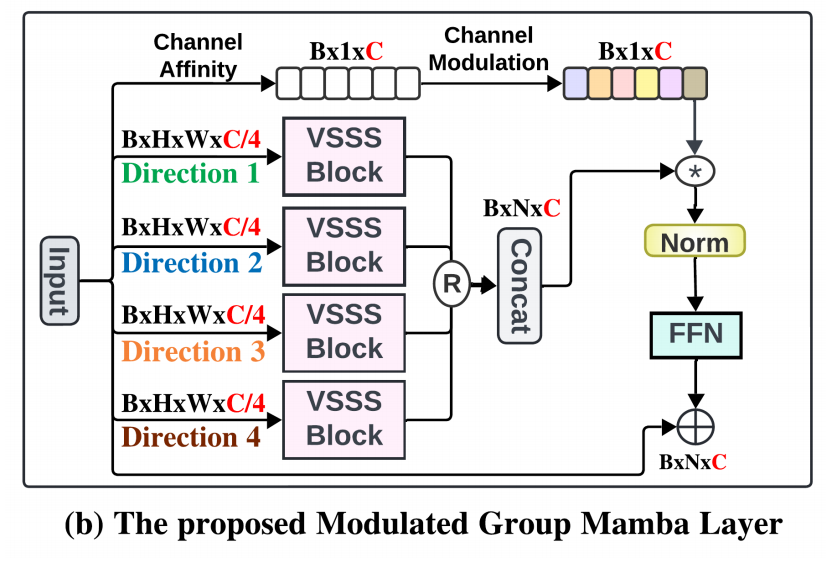 Channel
Affinity
Bx1xC
Channel
Modulation
Bx1xC
BxHxWxC/4
Direction 1
VSSS
Block
*
BxHxWxC/4
Direction 2
VSSS
Block
BxNxC
Norm
Input
R
Concat
BxHxWxC/4
Direction 3
VSSS
Block
FFN
BxHxWxC/4
Direction 4
VSSS
Block
BxNxC
(b) The proposed Modulated Group Mamba Layer